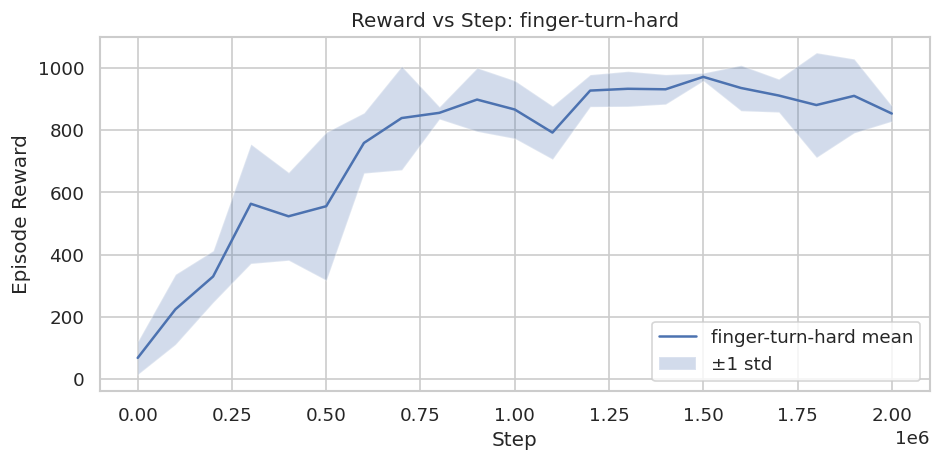 Reward vs Step: finger-turn-hard
Episode Reward
1000
800
600
400
200
0
finger-turn-hard mean
±1 std
0.00 0.25 0.50 0.75 1.00 1.25 1.50 1.75 2.00
1e6
Step